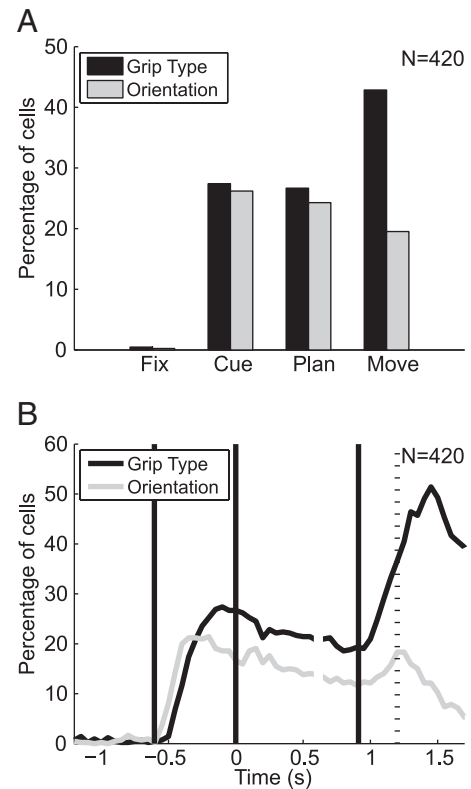 A
50
40
30
20
10
0
Percentage of cells
Grip Type
Orientation
N=420
Fix Cue Plan Move
B
60
50
40
30
20
10
0
Percentage of cells
Grip Type
Orientation
N=420
−1 −0.5 0 0.5 1 1.5
Time (s)